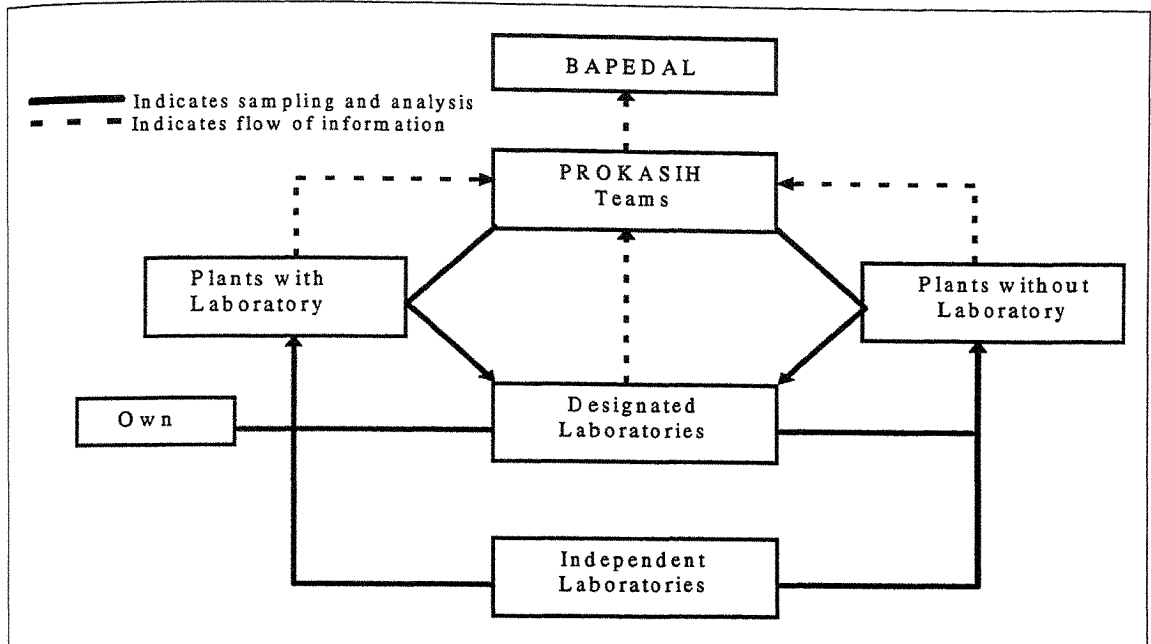 BAPEDAL
Indicates sampling and analysis
Indicates flow of information
PROKASIH
Teams
Plants with
Laboratory
Plants without
Laboratory
Own
Designated
Laboratories
Independent
Laboratories